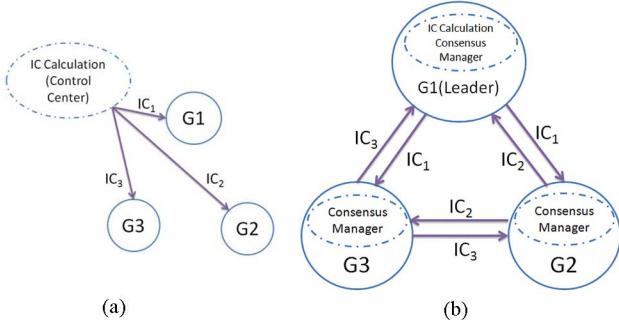 IC Calculation
(Control
Center)
IC1
G1
IC3
IC2
G3
G2
(a)
IC Calculation
Consensus
Manager
G1(Leader)
IC3
IC1
IC2
IC1
Consensus
Manager
G3
IC2
IC3
Consensus
Manager
G2
(b)